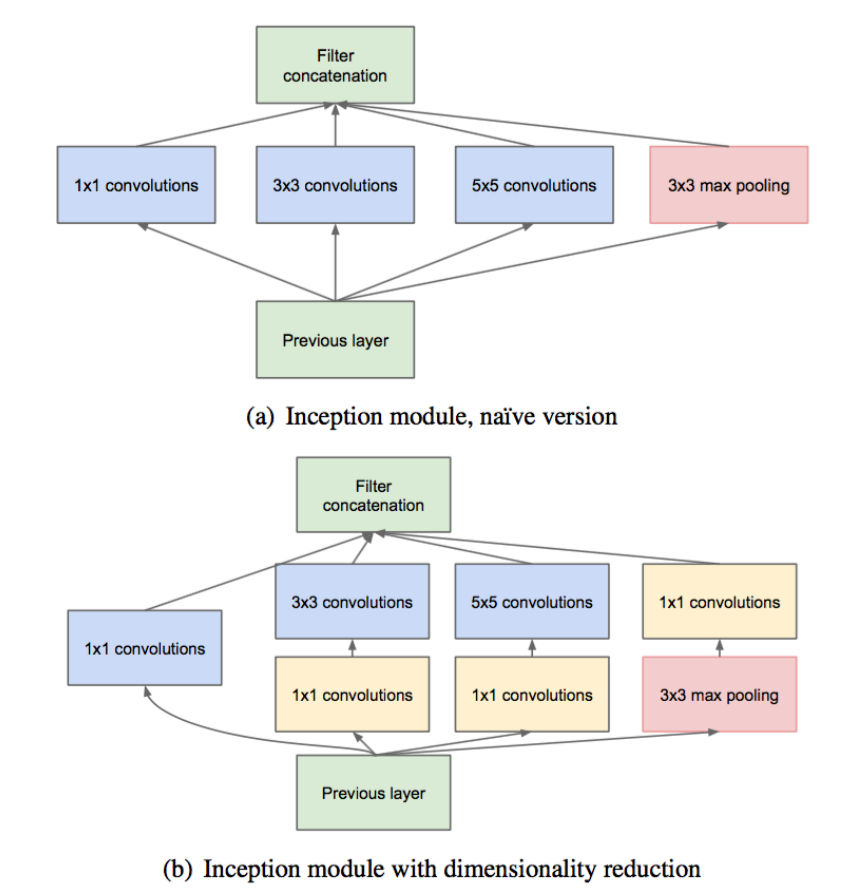 Filter
concatenation
1x1 convolutions
3x3 convolutions
5x5 convolutions
3x3 max pooling
Previous layer
(a) Inception module, naïve version
Filter
concatenation
3x3 convolutions
5x5 convolutions
1x1 convolutions
1x1 convolutions
1x1 convolutions
1x1 convolutions
3x3 max pooling
Previous layer
(b) Inception module with dimensionality reduction